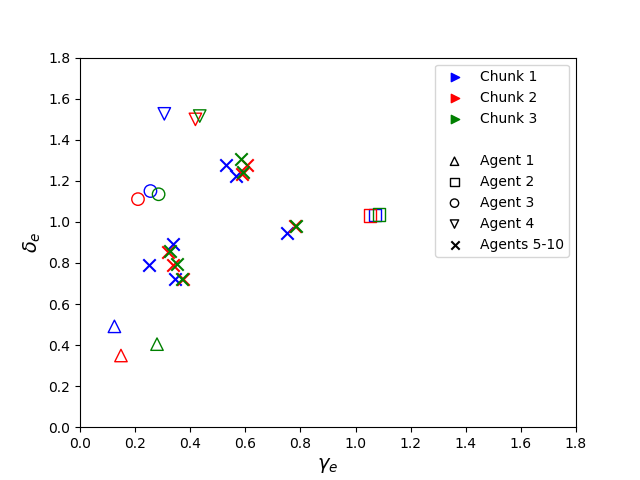 1.8
1.6
1.4
1.2
1.0
0.8
0.6
0.4
0.2
0.0
δe
Chunk 1
Chunk 2
Chunk 3
Agent 1
Agent 2
Agent 3
Agent 4
Agents 5-10
0.0 0.2 0.4 0.6 0.8 1.0 1.2 1.4 1.6 1.8
γe